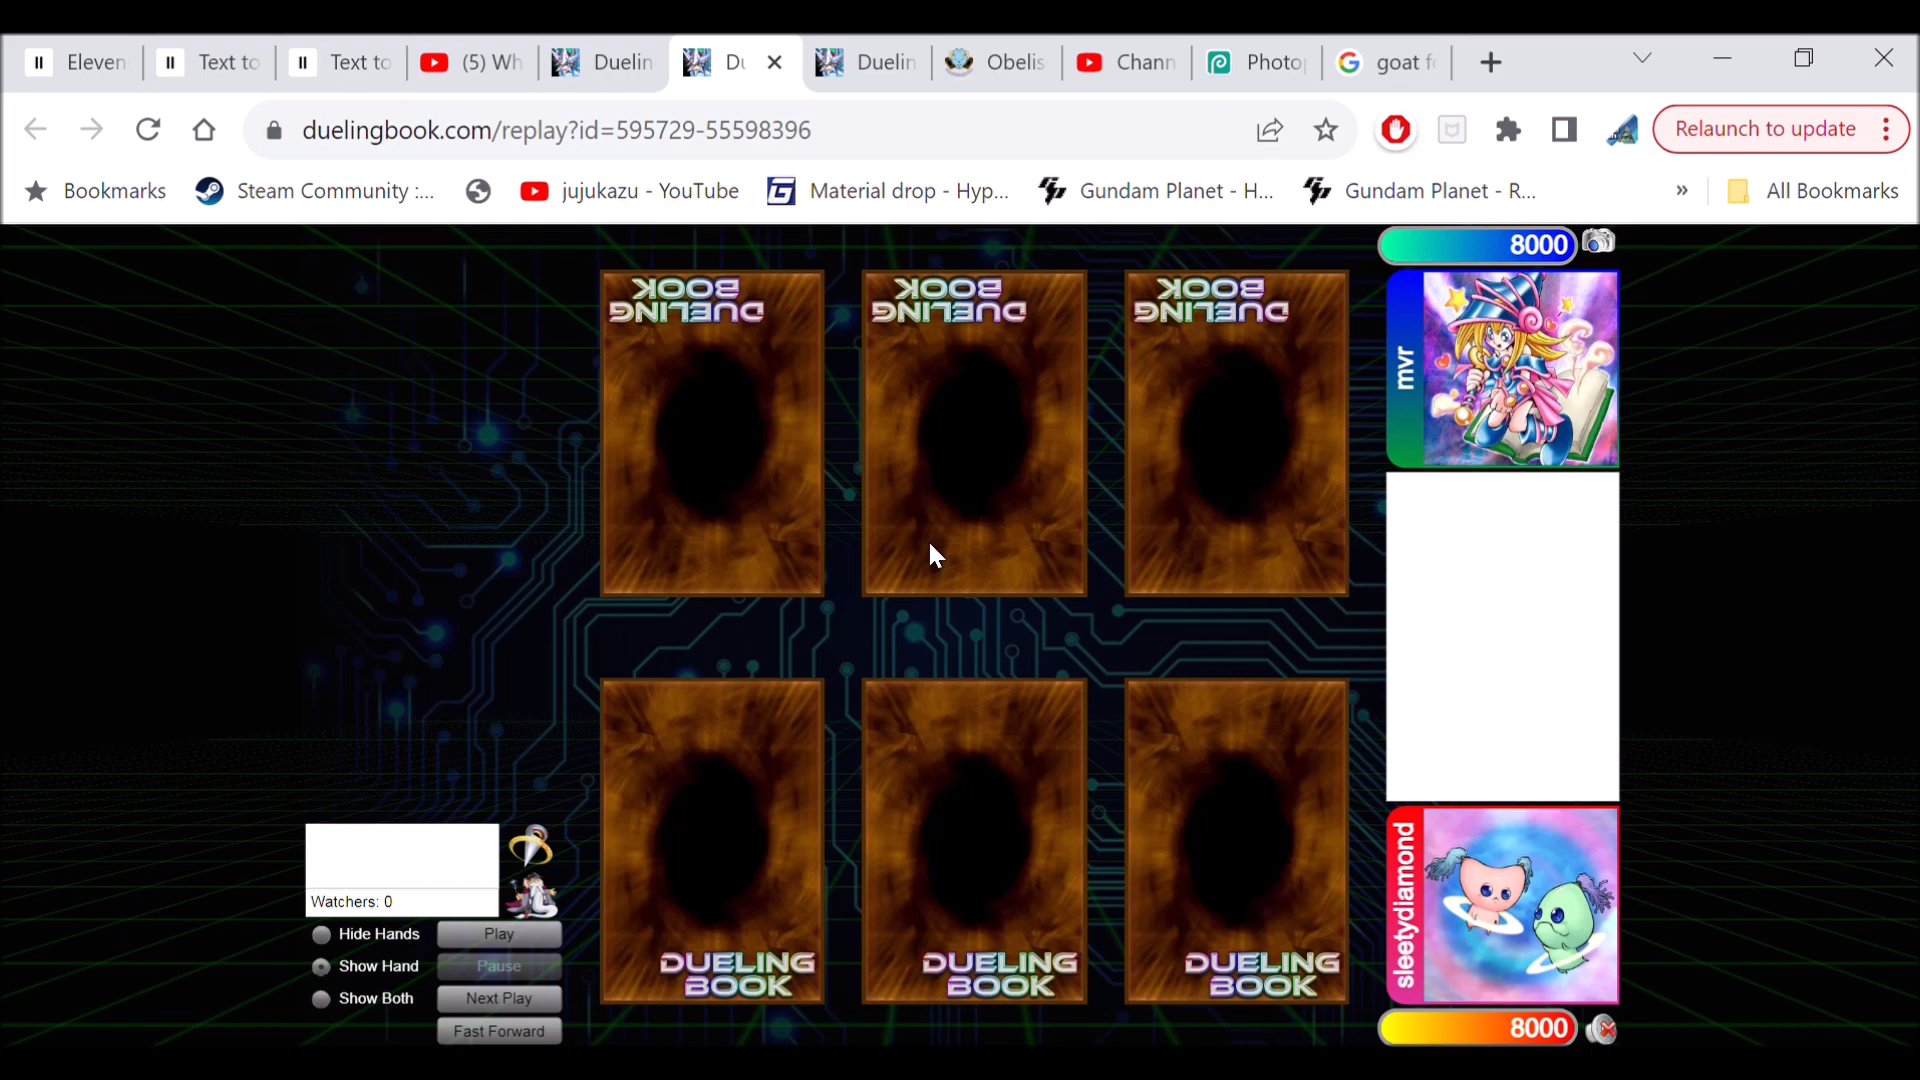 Eleven
Text to
Text to
(5) Wh
Duelin
Du
Duelin
Obelis
Chann
Photo
goat f
duelingbook.com/replay?id=595729-55598396
Relaunch to update
Bookmarks
Steam Community :...
jujukazu - YouTube
Material drop - Hyp...
Gundam Planet - H...
Gundam Planet - R...
»
All Bookmarks
8000
DUELING
BOOK
DUELING
BOOK
DUELING
BOOK
mvr
Watchers: 0
Hide Hands
Play
Show Hand
Pause
Show Both
Next Play
Fast Forward
DUELING
BOOK
DUELING
BOOK
DUELING
BOOK
sleetydiamond
8000